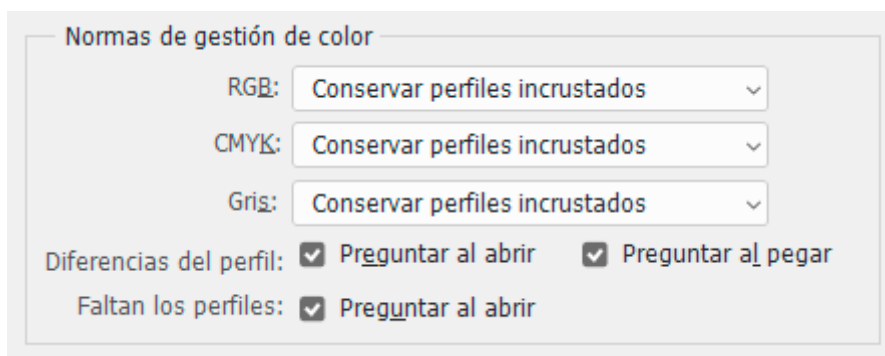 Normas de gestión de color
RGB: Conservar perfiles incrustados
CMYK: Conservar perfiles incrustados
Gris: Conservar perfiles incrustados
Diferencias del perfil: Preguntar al abrir Preguntar al pegar
Faltan los perfiles: Preguntar al abrir